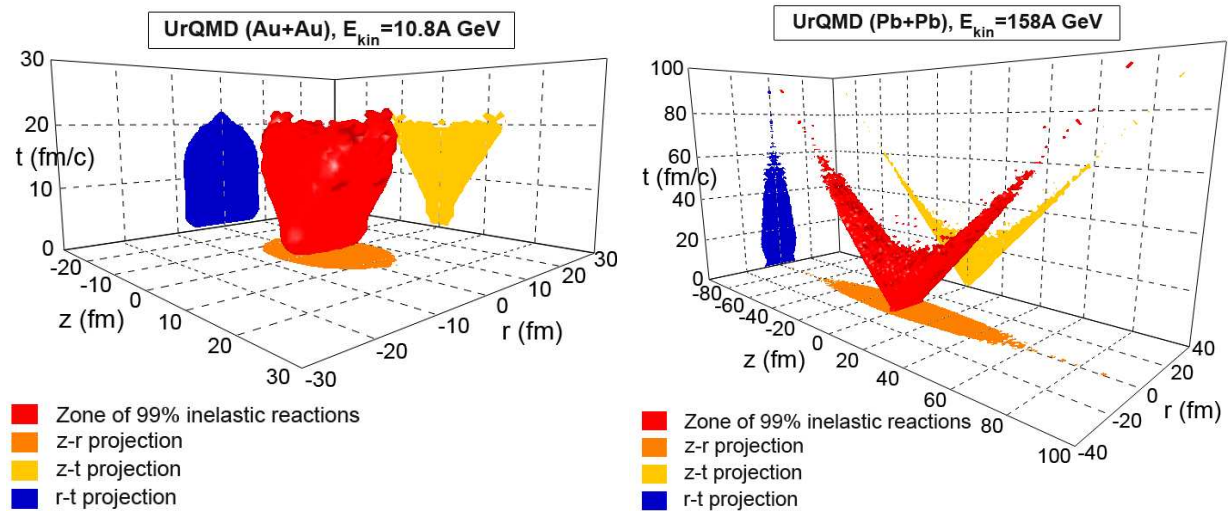 UrQMD (Au+Au), E_kin=10.8A GeV
30
20
t (fm/c)
10
0
-20
-10
0
z (fm)
10
20
30
-30
-20
-10
0
r (fm)
10
20
30
Zone of 99% inelastic reactions
z-r projection
z-t projection
r-t projection
UrQMD (Pb+Pb), E_kin=158A GeV
100
80
60
t (fm/c)
40
20
0
-80
-60
-40
-20
z (fm)
0
20
40
60
80
100
-40
-20
r (fm)
0
20
40
Zone of 99% inelastic reactions
z-r projection
z-t projection
r-t projection